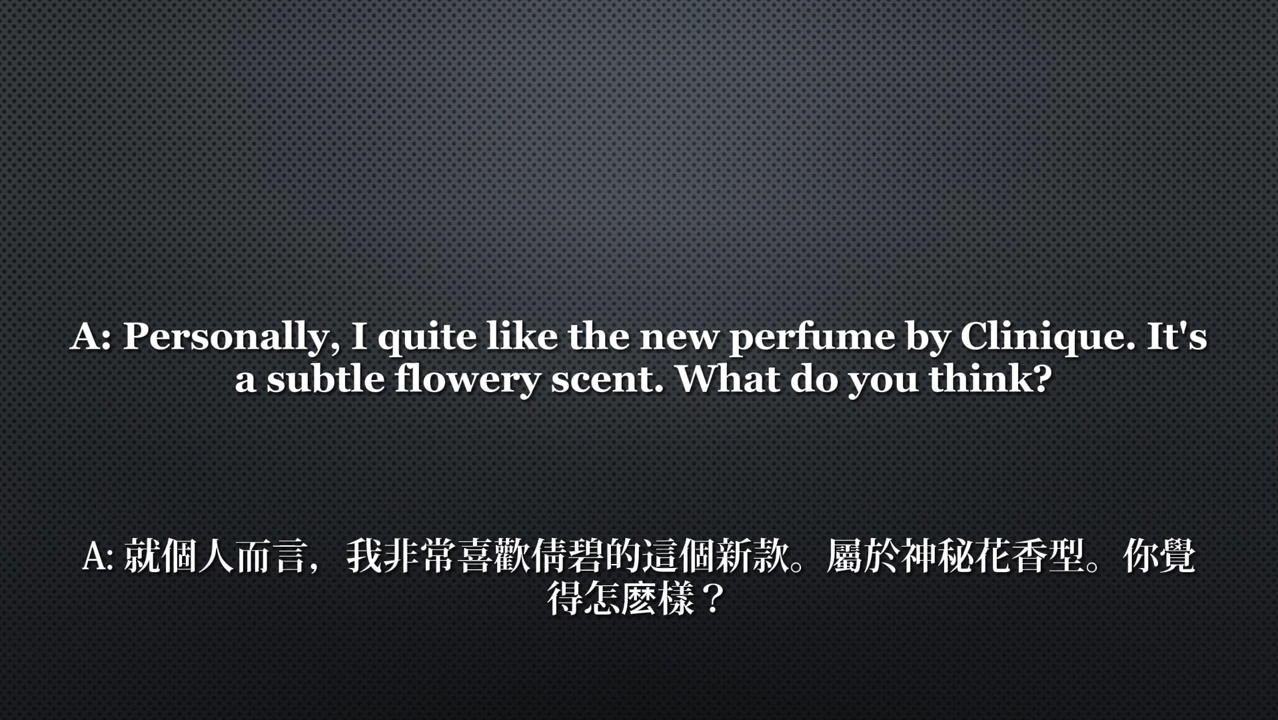 A: Personally, I quite like the new perfume by Clinique. It's
a subtle flowery scent. What do you think?
A: 就個人而言，我非常喜歡倩碧的這個新款。屬於神秘花香型。你覺
得怎麽樣？